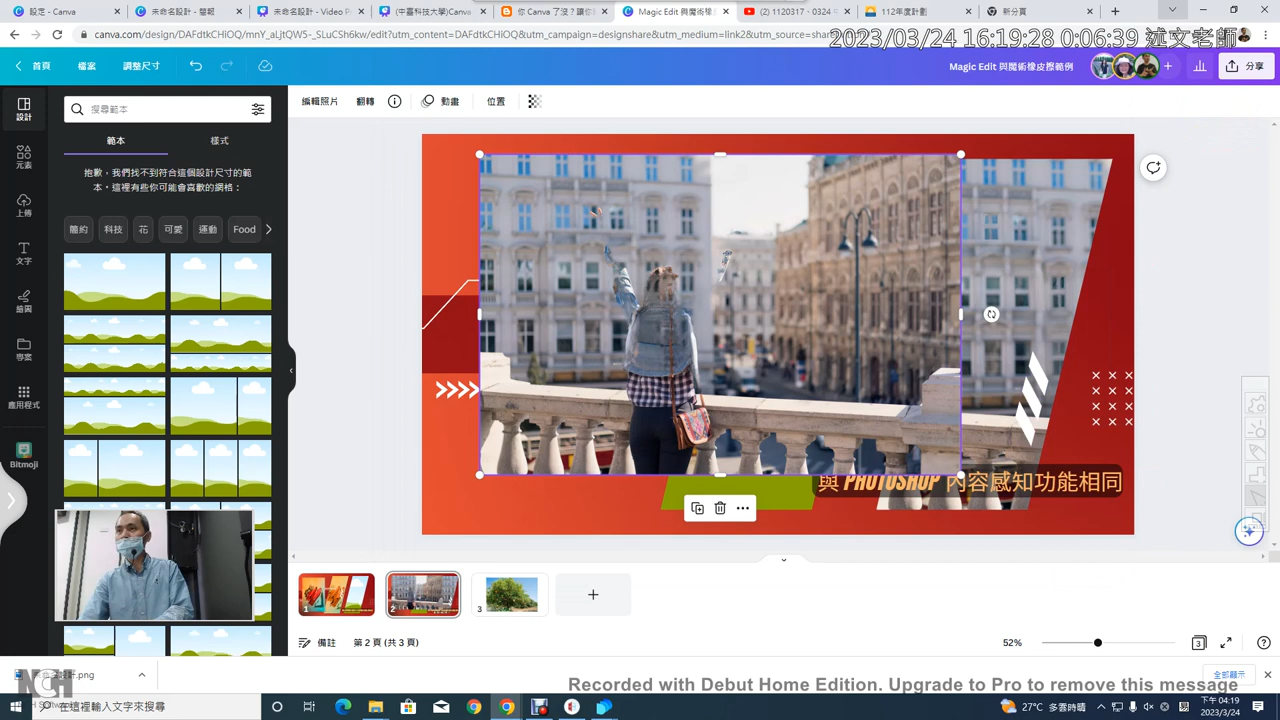 設定 - Canva
未命名設計 - 簡報
未命名設計 - Video P
(中臺科技大學)Canva
你 Canva 了沒？讓你
Magic Edit 與魔術橡皮
(2) 1120317、0324
112年度計劃
新分頁
canva.com/design/DAFdtkCHiOQ/mnY_aLjtQW5-_SLuCSh6kw/edit?utm_content=DAFdtkCHiOQ&utm_campaign=designshare&utm_medium=link2&utm_source=shar
2023/03/24 16:19:28 0:06:39 述文老師
首頁
檔案
調整尺寸
Magic Edit 與魔術橡皮擦範例
分享
設計
元素
上傳
文字
繪圖
專案
應用程式
Bitmoji
搜尋範本
範本
樣式
抱歉，我們找不到符合這個設計尺寸的範
本。這裡有些你可能會喜歡的網格：
簡約
科技
花
可愛
運動
Food
編輯照片
翻轉
動畫
位置
與 PHOTOSHOP 內容感知功能相同
1
2
3
備註
第 2 頁 (共 3 頁)
52%
3
.png
全部顯示
NCH
Software
Recorded with Debut Home Edition. Upgrade to Pro to remove this message
在這裡輸入文字來搜尋
27°C 多雲時晴
下午 04:19
2023/3/24